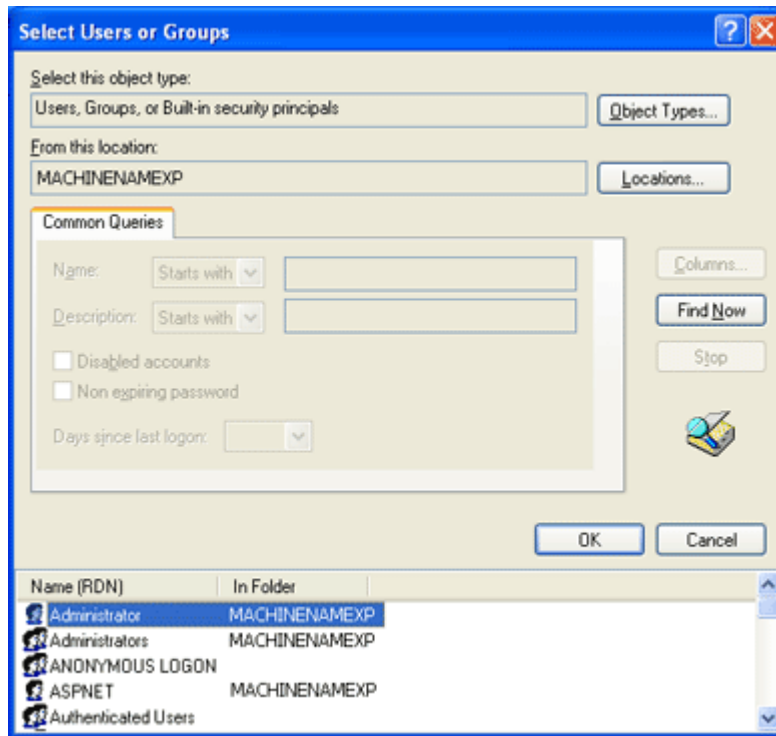 Select Users or Groups
Select this object type:
Users, Groups, or Built-in security principals
Object Types...
From this location:
MACHINENAMEXP
Locations...
Common Queries
Name:
Starts with
Columns...
Description:
Starts with
Find Now
Disabled accounts
Stop
Non expiring password
Days since last logon:
OK
Cancel
Name (RDN) In Folder
Administrator MACHINENAMEXP
Administrators MACHINENAMEXP
ANONYMOUS LOGON
ASPNET MACHINENAMEXP
Authenticated Users